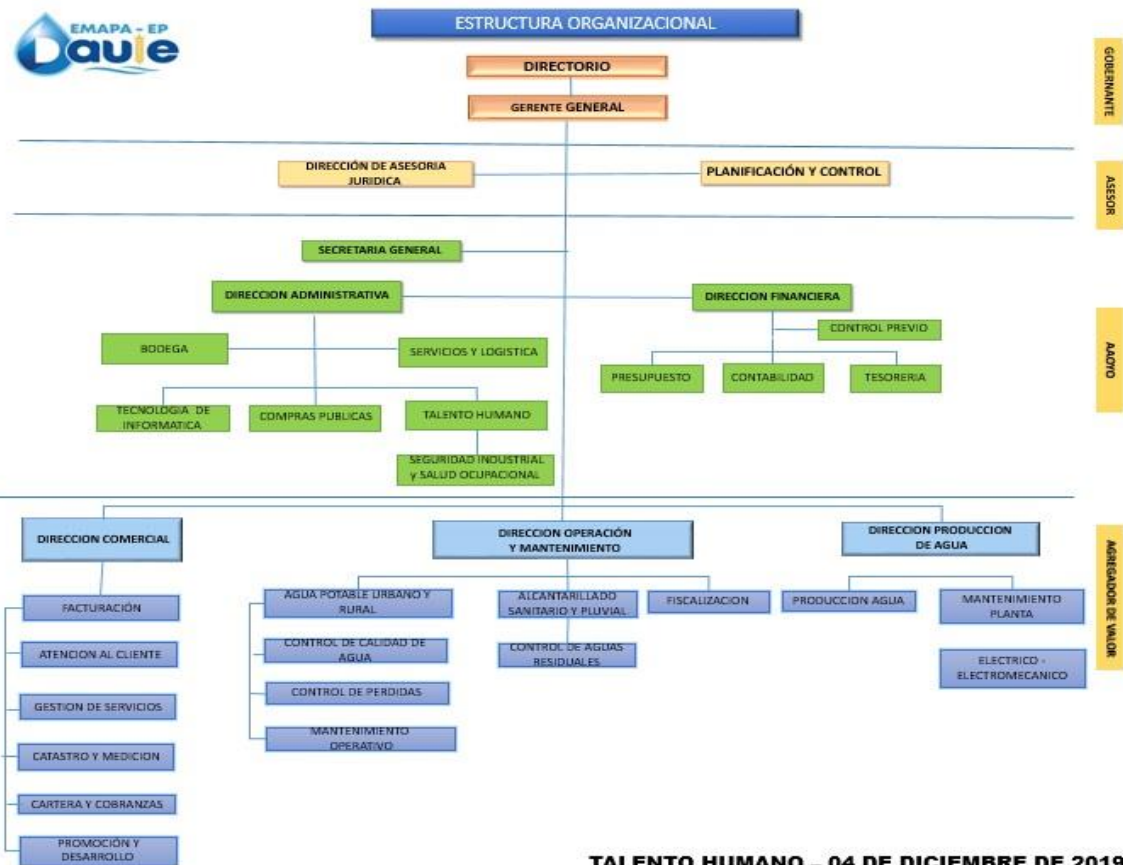 EMAPA - EP
Daule
ESTRUCTURA ORGANIZACIONAL
DIRECTORIO
GERENTE GENERAL
GOBERNANTE
DIRECCIÓN DE ASESORIA
JURIDICA
PLANIFICACIÓN Y CONTROL
ASESOR
SECRETARIA GENERAL
DIRECCION ADMINISTRATIVA
DIRECCION FINANCIERA
CONTROL PREVIO
BODEGA
SERVICIOS Y LOGISTICA
PRESUPUESTO
CONTABILIDAD
TESORERIA
AAOYO
TECNOLOGIA DE
INFORMATICA
COMPRAS PUBLICAS
TALENTO HUMANO
SEGURIDAD INDUSTRIAL
y SALUD OCUPACIONAL
DIRECCION COMERCIAL
DIRECCION OPERACIÓN
Y MANTENIMIENTO
DIRECCION PRODUCCION
DE AGUA
AGREGADOR DE VALOR
FACTURACIÓN
ATENCION AL CLIENTE
GESTION DE SERVICIOS
CATASTRO Y MEDICION
CARTERA Y COBRANZAS
PROMOCIÓN Y
DESARROLLO
AGUA POTABLE URBANO Y
RURAL
CONTROL DE CALIDAD DE
AGUA
CONTROL DE PERDIDAS
MANTENIMIENTO
OPERATIVO
ALCANTARILLADO
SANITARIO Y PLUVIAL
CONTROL DE AGUAS
RESIDUALES
FISCALIZACION
PRODUCCION AGUA
MANTENIMIENTO
PLANTA
ELECTRICO -
ELECTROMECANICO
TALENTO HUMANO - 04 DE DICIEMBRE DE 2019